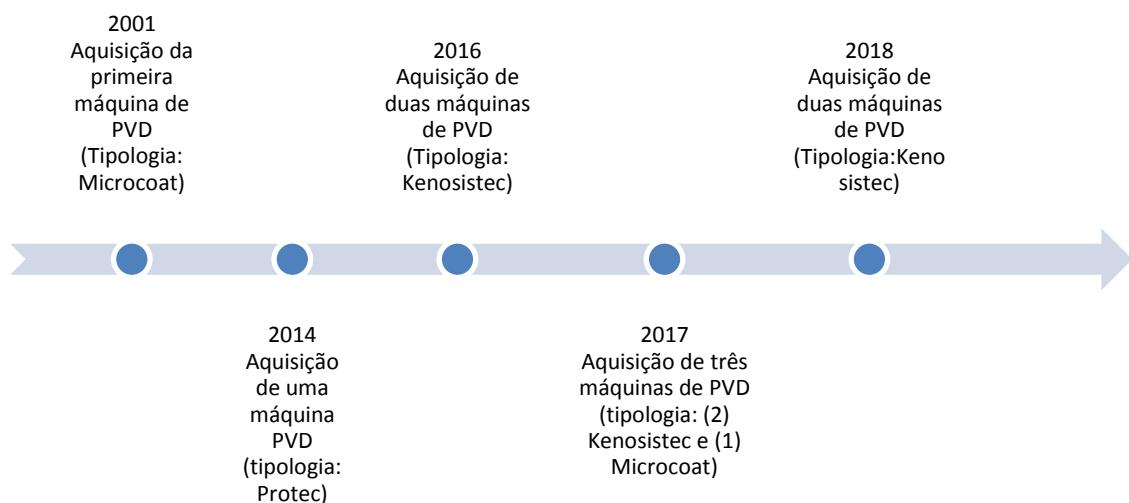 2001
Aquisição da
primeira
máquina de
PVD
(Tipologia:
Microcoat)
2014
Aquisição
de uma
máquina
PVD
(tipologia:
Protec)
2016
Aquisição de
duas máquinas
de PVD
(Tipologia:
Kenosistec)
2017
Aquisição de três
máquinas de PVD
(tipologia: (2)
Kenosistec e (1)
Microcoat)
2018
Aquisição de
duas máquinas
de PVD
(Tipologia:Keno
sistec)